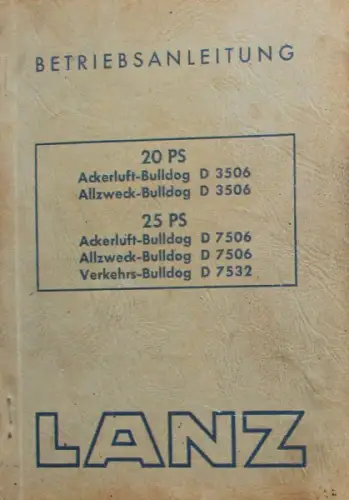 BETRIEBSANLEITUNG
20 PS
Ackerluft-Bulldog D 3506
Allzweck-Bulldog D 3506
25 PS
Ackerluft-Bulldog D 7506
Allzweck-Bulldog D 7506
Verkehrs-Bulldog D 7532
LANZ